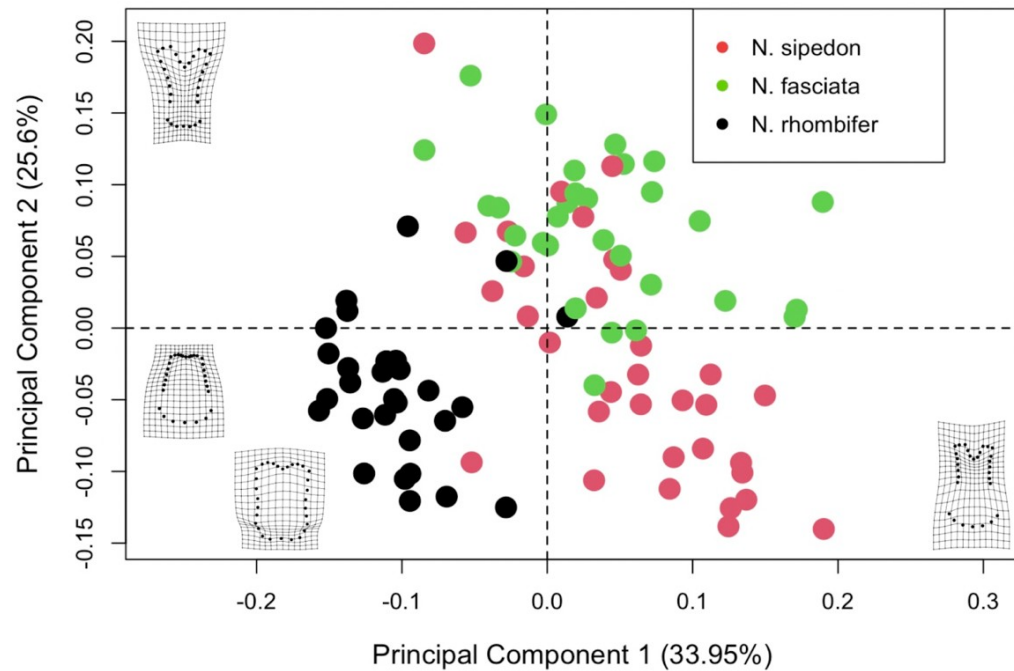 0.20
0.15
0.10
0.05
0.00
-0.05
-0.10
-0.15
Principal Component 2 (25.6%)
N. sipedon
N. fasciata
N. rhombifer
-0.2 -0.1 0.0 0.1 0.2 0.3
Principal Component 1 (33.95%)